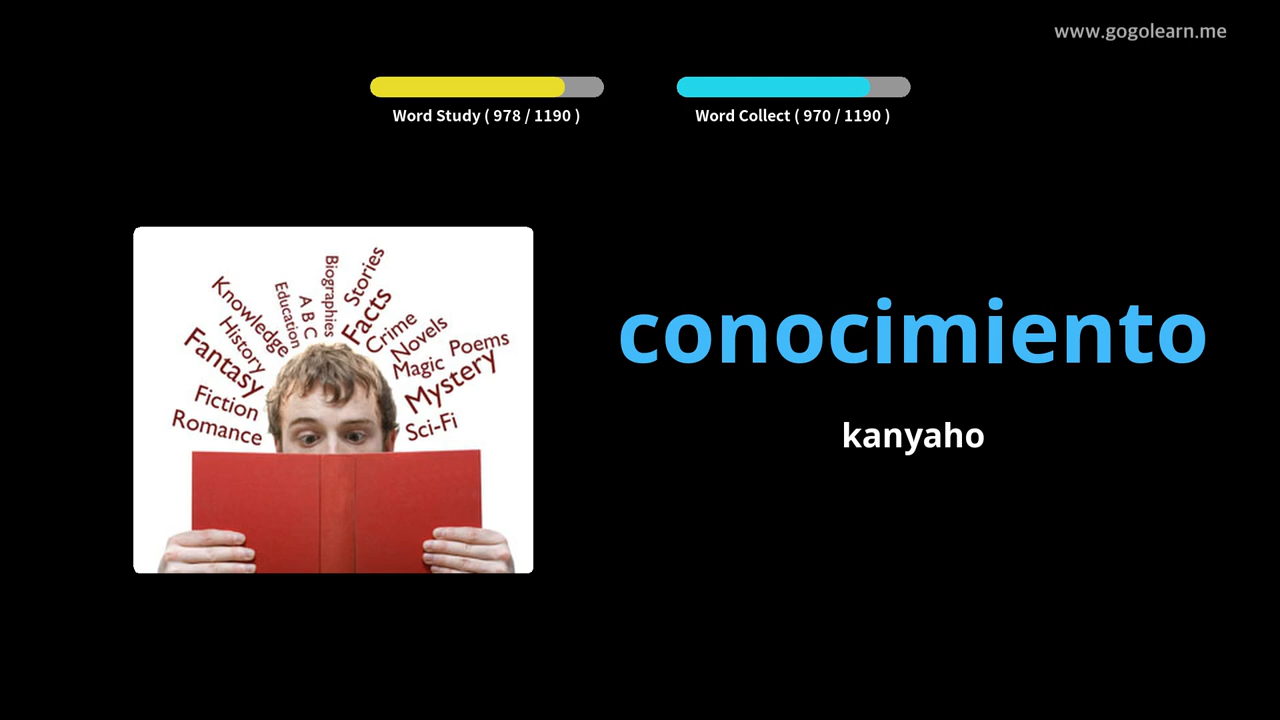 www.gogolearn.me
Word Study ( 978 / 1190 )
Word Collect ( 970 / 1190 )
Knowledge
Education
A B C
Biographies
Stories
Facts
Crime
Novels
Poems
History
Fantasy
Magic
Mystery
Fiction
Romance
Sci-Fi
conocimiento
kanyaho